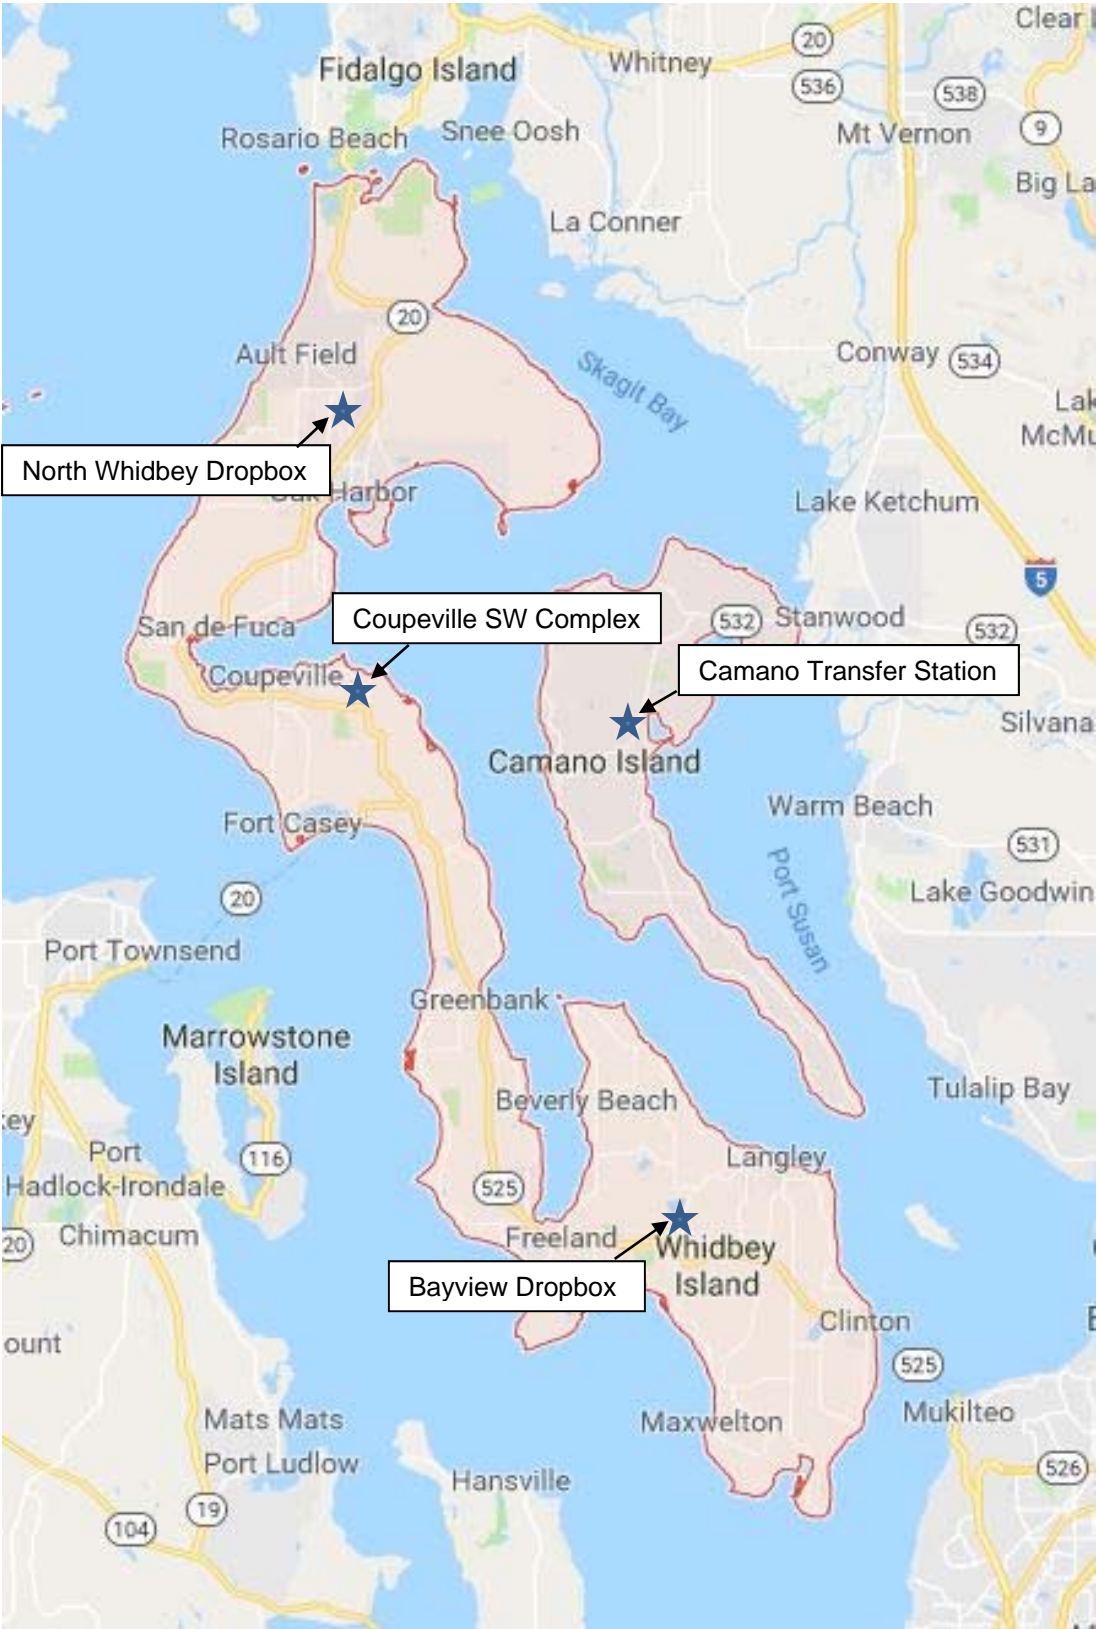 Clear
20
Whitney
Fidalgo Island
536
538
Rosario Beach
Snee Oosh
Mt Vernon
9
Big La
La Conner
20
Ault Field
Skagit Bay
Conway
534
Lak
McMu
North Whidbey Dropbox
Harbor
Lake Ketchum
5
San de Fuca
Coupeville SW Complex
532
Stanwood
532
Coupeville
Camano Transfer Station
Silvana
Camano Island
Fort Casey
Warm Beach
531
Port Susan
20
Lake Goodwin
Port Townsend
Greenbank
Marrowstone
Island
Beverly Beach
Tulalip Bay
key
Port
Hadlock-Irondale
116
Langley
525
Chimacum
20
Freeland
Whidbey
Island
Bayview Dropbox
Clinton
ount
525
Mats Mats
Maxwelton
Mukilteo
Port Ludlow
Hansville
526
19
104